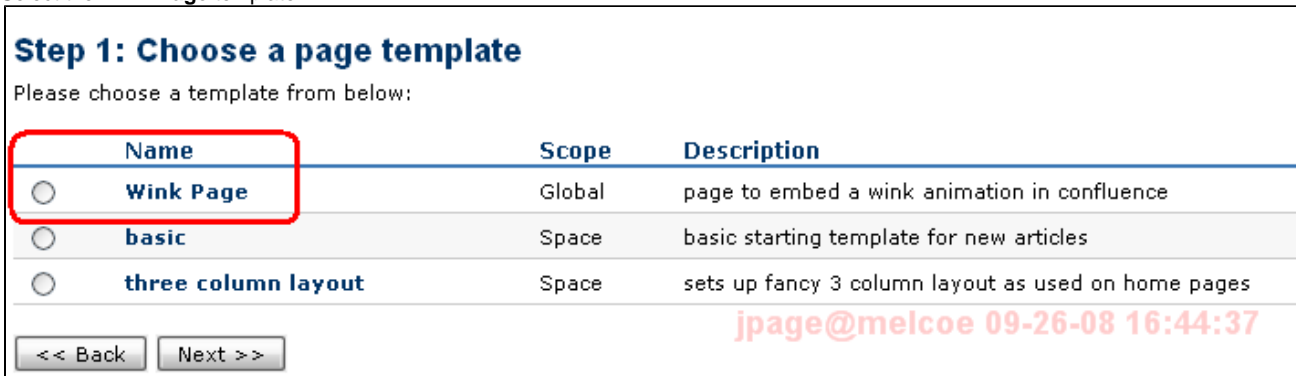 Step 1: Choose a page template
Please choose a template from below:
Name Scope Description
Wink Page Global page to embed a wink animation in confluence
basic Space basic starting template for new articles
three column layout Space sets up fancy 3 column layout as used on home pages
jpage@melcoe 09-26-08 16:44:37
<< Back Next >>